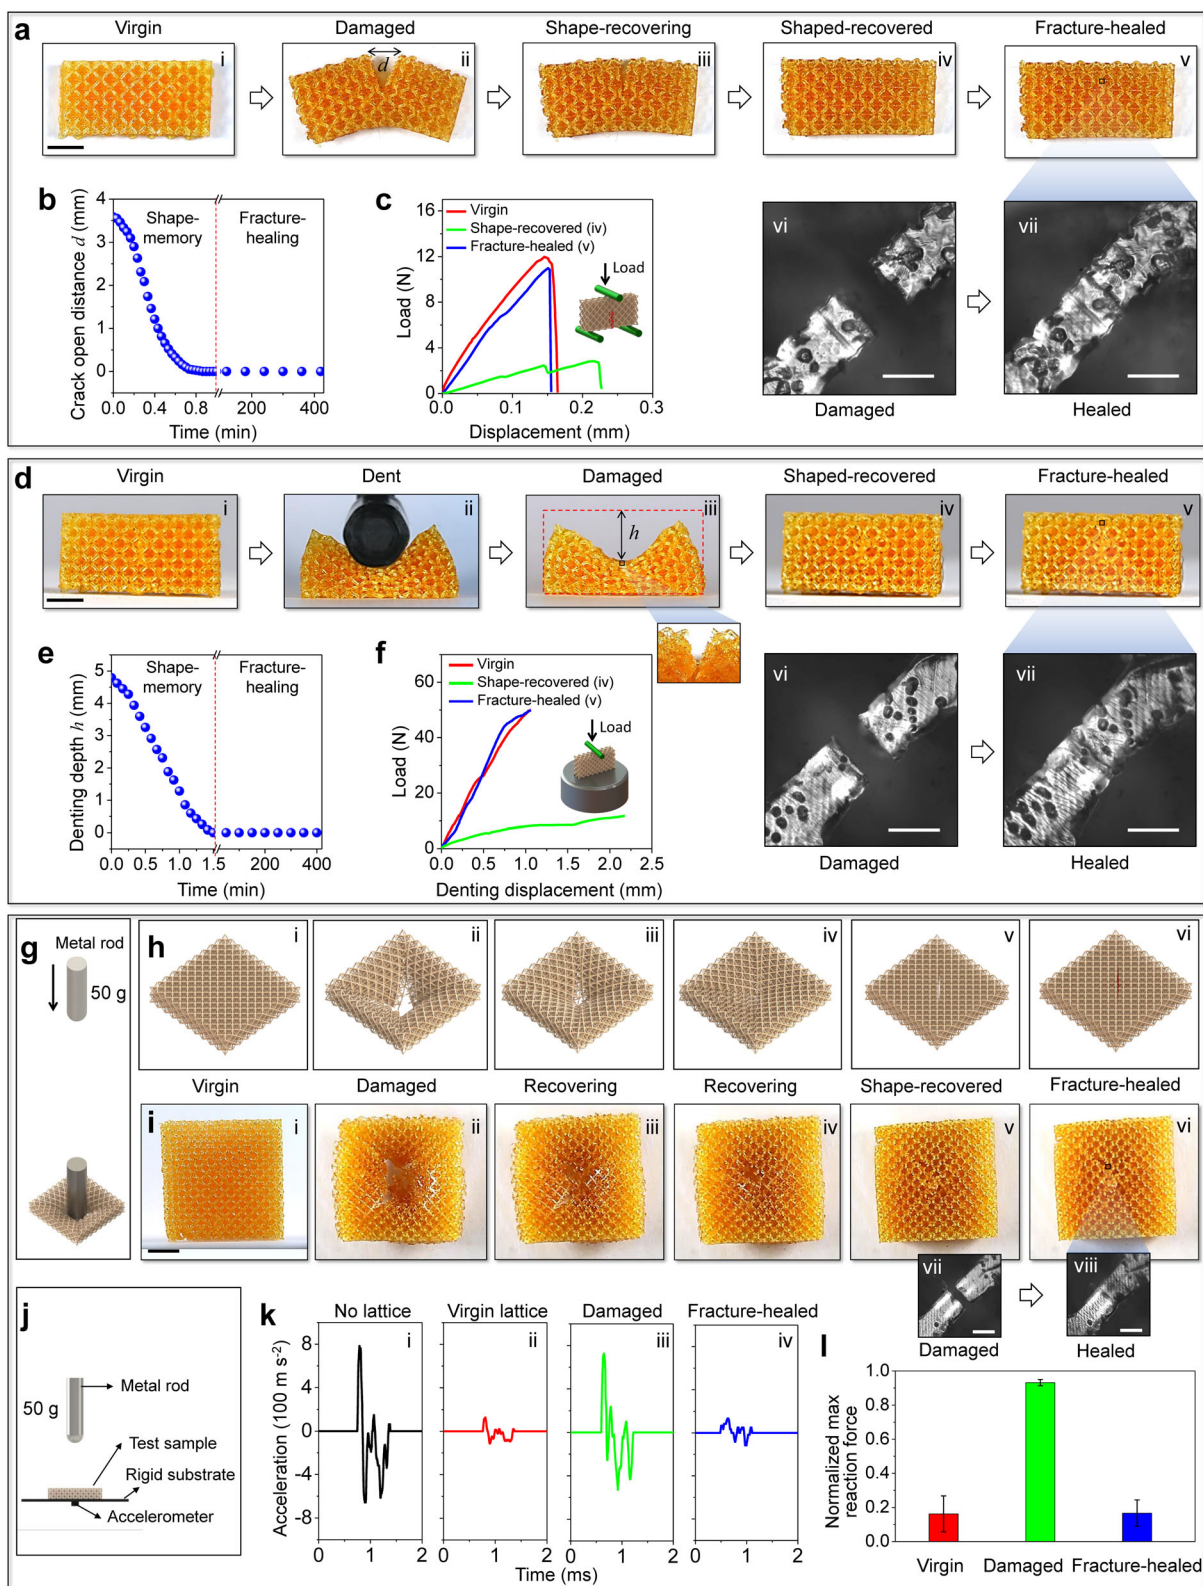 a
Virgin
Damaged
Shape-recovering
Shaped-recovered
Fracture-healed
i
d
ii
iii
iv
v
b
Crack open distance d (mm)
4
3
2
1
0
Shape-
memory
Fracture-
healing
0.0 0.4 0.8 200 400
Time (min)
c
Load (N)
16
12
8
4
0
Virgin
Shape-recovered (iv)
Fracture-healed (v)
Load
0.0 0.1 0.2 0.3
Displacement (mm)
vi
Damaged
vii
Healed
d
Virgin
Dent
Damaged
Shaped-recovered
Fracture-healed
i
ii
h
iii
iv
v
e
Denting depth h (mm)
5
4
3
2
1
0
Shape-
memory
Fracture-
healing
0.0 0.5 1.0 1.5 200 400
Time (min)
f
Load (N)
60
40
20
0
Virgin
Shape-recovered (iv)
Fracture-healed (v)
Load
0.0 0.5 1.0 1.5 2.0 2.5
Denting displacement (mm)
vi
Damaged
vii
Healed
g
Metal rod
50 g
h
i
ii
iii
iv
v
vi
Virgin
Damaged
Recovering
Recovering
Shape-recovered
Fracture-healed
i
i
ii
iii
iv
v
vi
vii
Damaged
viii
Healed
j
50 g
Metal rod
Test sample
Rigid substrate
Accelerometer
k
No lattice
Virgin lattice
Damaged
Fracture-healed
i
ii
iii
iv
Acceleration (100 m s-2)
8
4
0
-4
-8
0 1 2 0 1 2 0 1 2 0 1 2
Time (ms)
l
Normalized max
reaction force
1.0
0.8
0.6
0.4
0.2
0.0
Virgin Damaged Fracture-healed